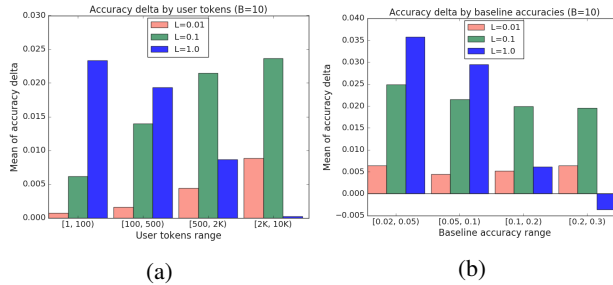 Accuracy delta by user tokens (B=10)
L=0.01
L=0.1
L=1.0
Mean of accuracy delta
0.030
0.025
0.020
0.015
0.010
0.005
0.000
[1, 100) [100, 500) [500, 2K) [2K, 10K)
User tokens range
(a)
Accuracy delta by baseline accuracies (B=10)
L=0.01
L=0.1
L=1.0
Mean of accuracy delta
0.040
0.035
0.030
0.025
0.020
0.015
0.010
0.005
0.000
−0.005
[0.02, 0.05) [0.05, 0.1) [0.1, 0.2) [0.2, 0.3)
Baseline accuracy range
(b)